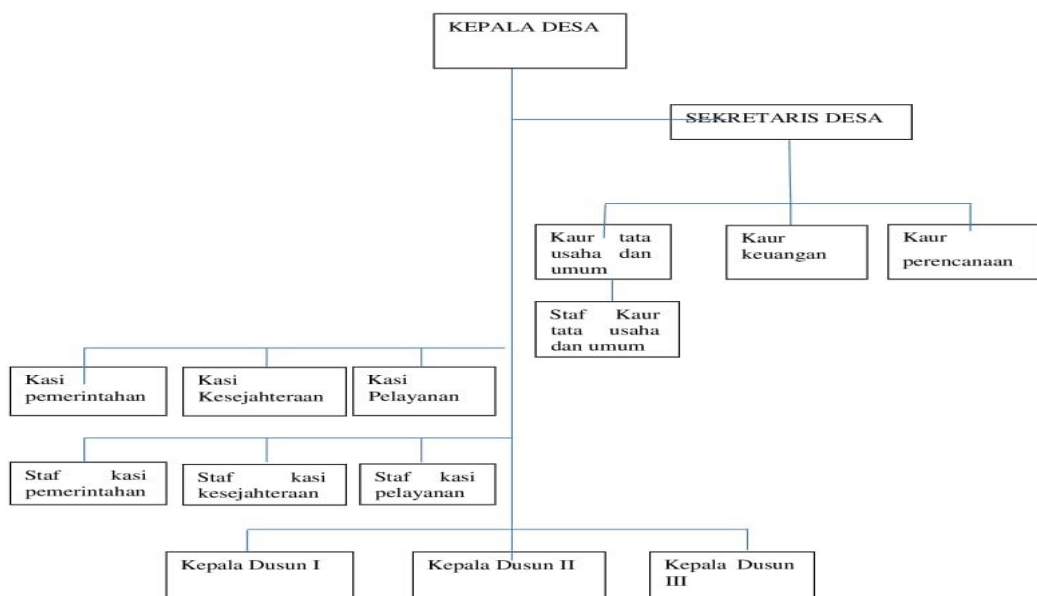 KEPALA DESA
SEKRETARIS DESA
Kaur tata
usaha dan
umum
Kaur
keuangan
Kaur
perencanaan
Staf Kaur
tata usaha
dan umum
Kasi
pemerintahan
Kasi
Kesejahteraan
Kasi
Pelayanan
Staf kasi
pemerintahan
Staf kasi
kesejahteraan
Staf kasi
pelayanan
Kepala Dusun I
Kepala Dusun II
Kepala Dusun
III